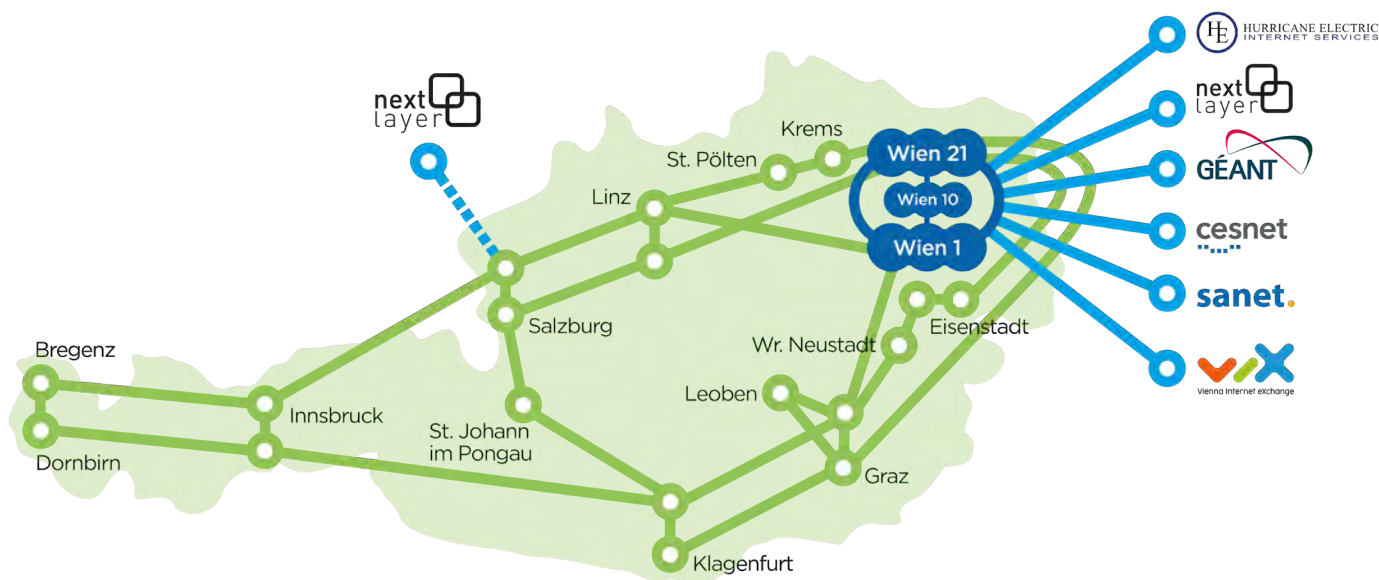 HURRICANE ELECTRIC
INTERNET SERVICES
HE
next
layer
next
layer
Krems
Wien 21
St. Pölten
GÉANT
Linz
Wien 10
cesnet
Wien 1
sanet.
Salzburg
Eisenstadt
Wr. Neustadt
Bregenz
Vienna Internet eXchange
Leoben
Innsbruck
St. Johann
im Pongau
Dornbirn
Graz
Klagenfurt